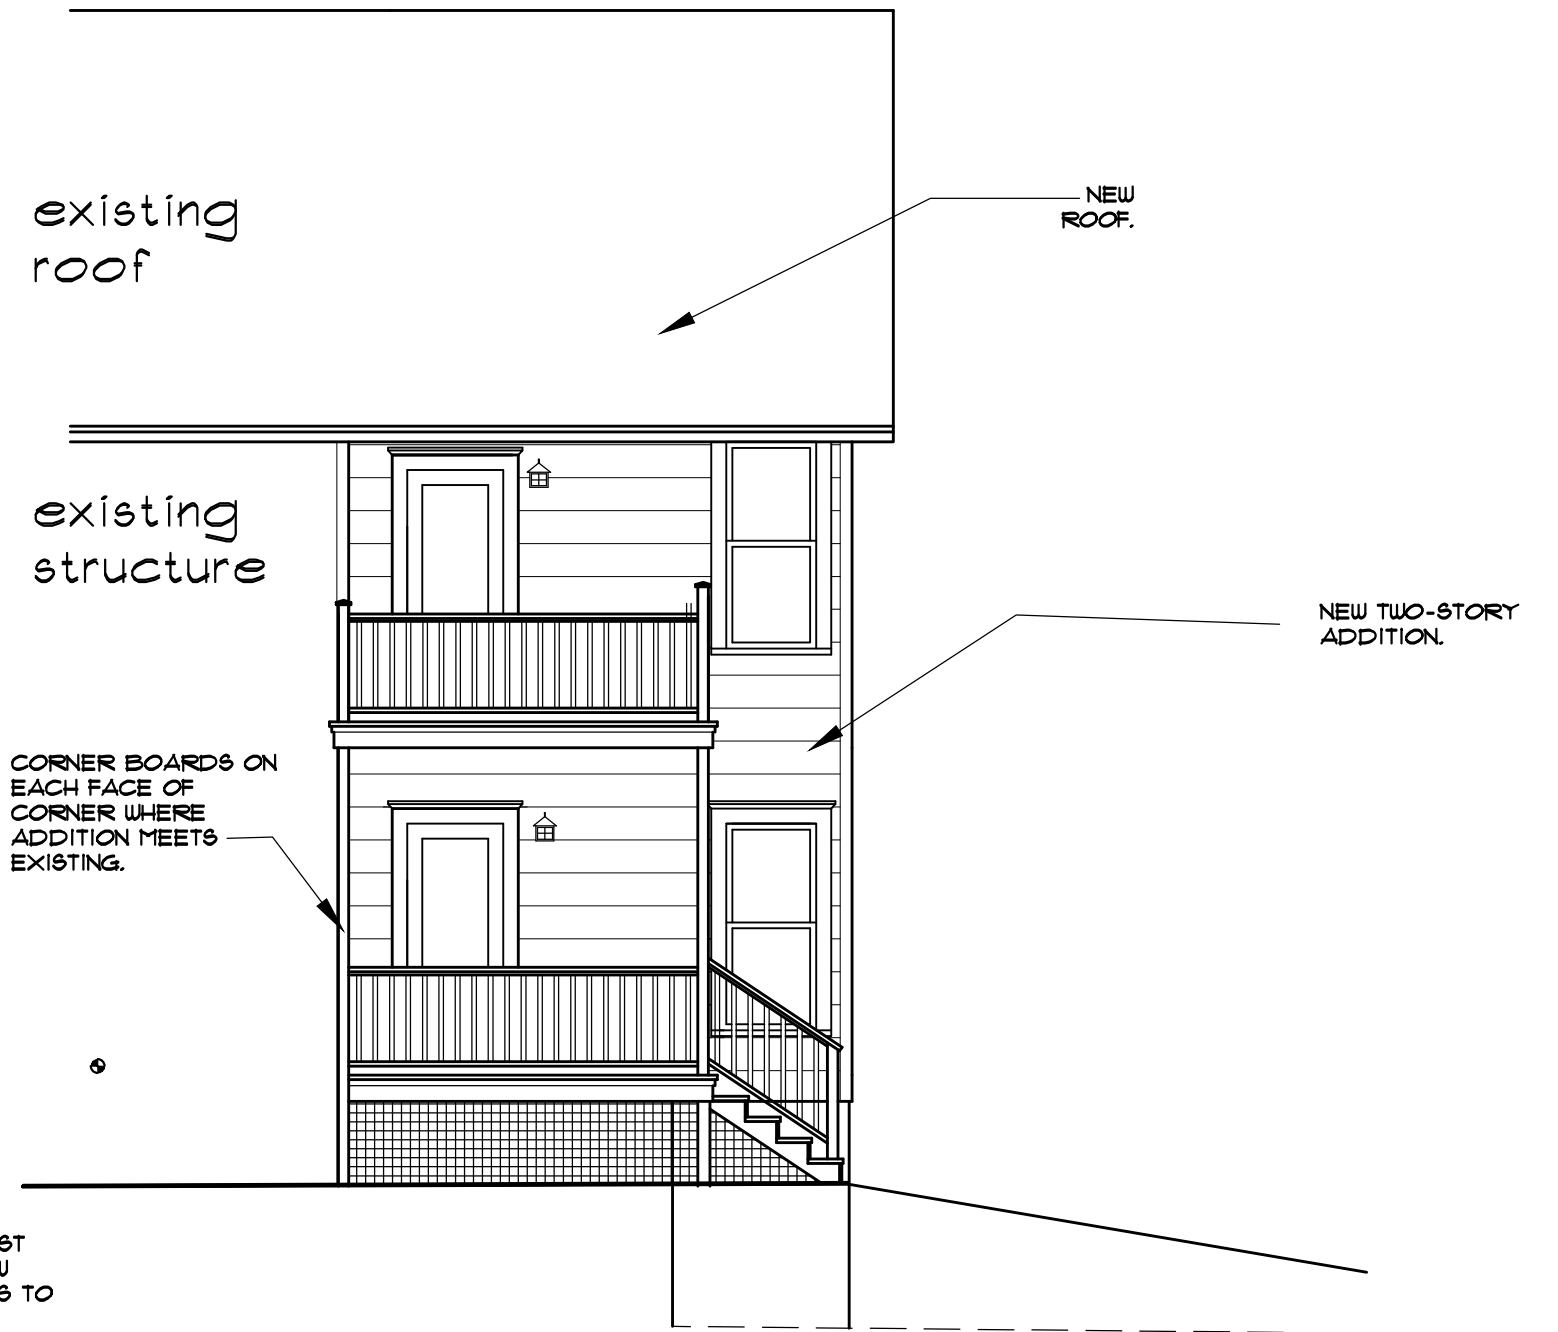 existing
roof
NEW
ROOF.
existing
structure
NEW TWO-STORY
ADDITION.
CORNER BOARDS ON
EACH FACE OF
CORNER WHERE
ADDITION MEETS
EXISTING.
TO